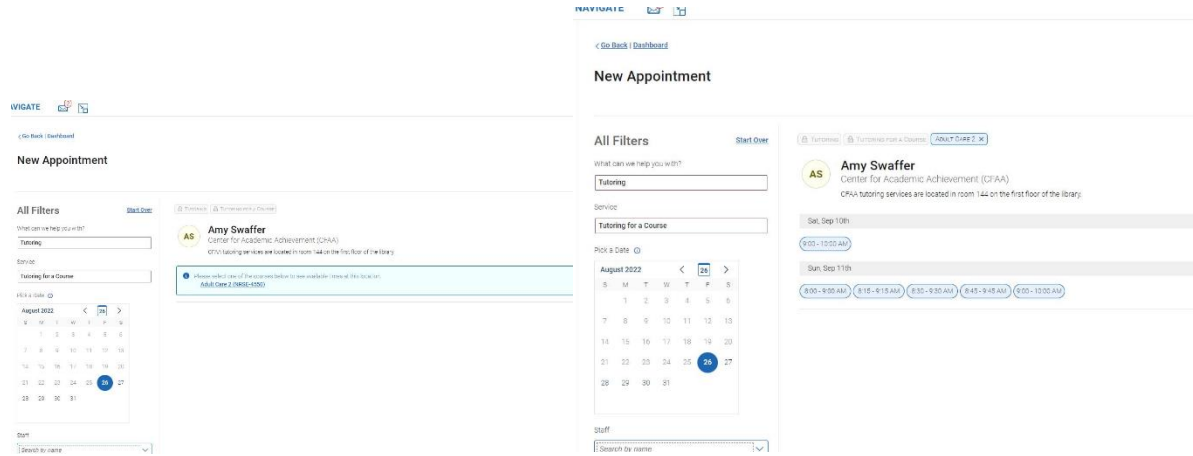 AVIGATE
< Go Back | Dashboard
New Appointment
All Filters Start Over
What can we help you with?
Tutoring
Service
Tutoring for a Course
Pick a Date
August 2022 < 26 >
S M T W T F S
1 2 3 4 5 6
7 8 9 10 11 12 13
14 15 16 17 18 19 20
21 22 23 24 25 26 27
28 29 30 31
Staff
Search by name
TUTORING TUTORING FOR A COURSE
AS
Amy Swaffer
Center for Academic Achievement (CFAA)
CFAA tutoring services are located in room 144 on the first floor of the library.
Please select one of the courses below to see available times at this location.
Adult Care 2
NAVIGATE
< Go Back | Dashboard
New Appointment
All Filters Start Over
What can we help you with?
Tutoring
Service
Tutoring for a Course
Pick a Date
August 2022 < 26 >
S M T W T F S
1 2 3 4 5 6
7 8 9 10 11 12 13
14 15 16 17 18 19 20
21 22 23 24 25 26 27
28 29 30 31
Staff
Search by name
TUTORING TUTORING FOR A COURSE ADULT CARE 2 X
AS
Amy Swaffer
Center for Academic Achievement (CFAA)
CFAA tutoring services are located in room 144 on the first floor of the library.
Sat, Sep 10th
9:00 - 10:00 AM
Sun, Sep 11th
8:00 - 9:00 AM 8:15 - 9:15 AM 8:30 - 9:30 AM 8:45 - 9:45 AM 9:00 - 10:00 AM